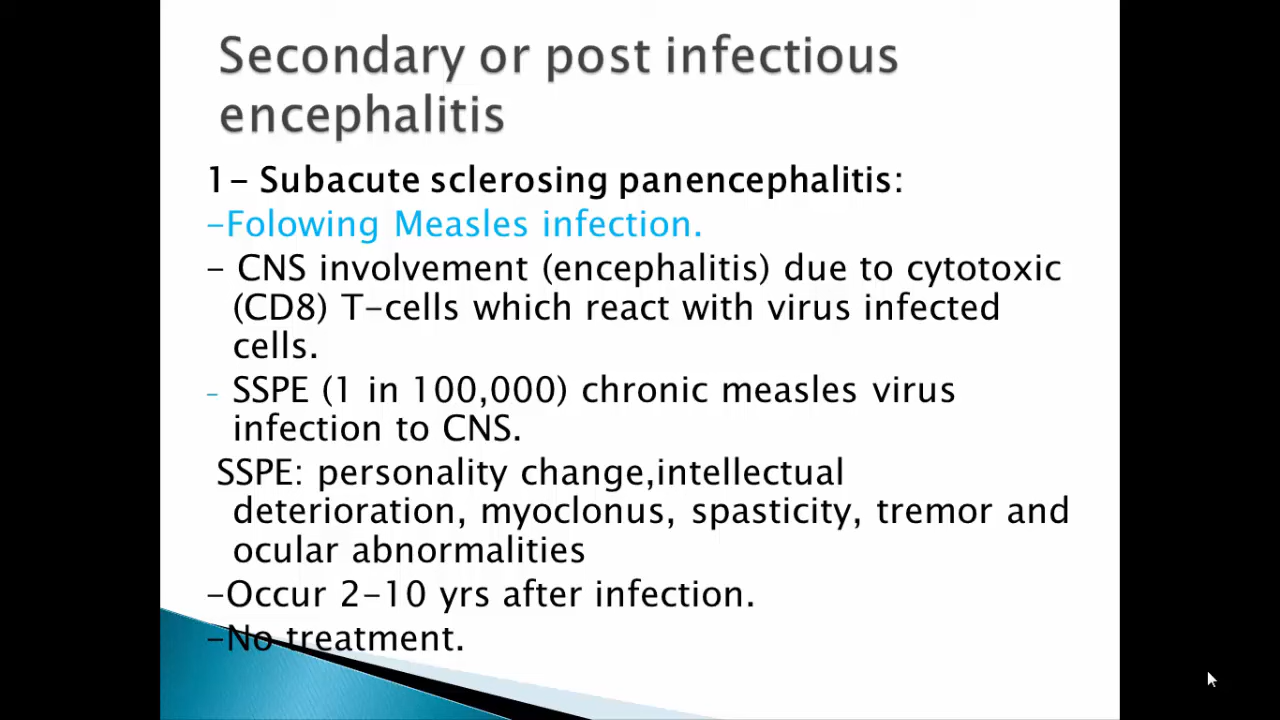 Secondary or post infectious
encephalitis
1- Subacute sclerosing panencephalitis:
-Folowing Measles infection.
- CNS involvement (encephalitis) due to cytotoxic
(CD8) T-cells which react with virus infected
cells.
- SSPE (1 in 100,000) chronic measles virus
infection to CNS.
SSPE: personality change,intellectual
deterioration, myoclonus, spasticity, tremor and
ocular abnormalities
-Occur 2-10 yrs after infection.
-No treatment.